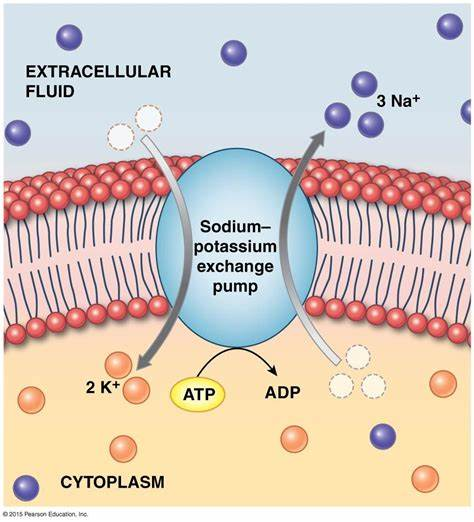 EXTRACELLULAR
FLUID
3 Na⁺
Sodium–
potassium
exchange
pump
2 K⁺
ATP
ADP
CYTOPLASM
© 2015 Pearson Education, Inc.